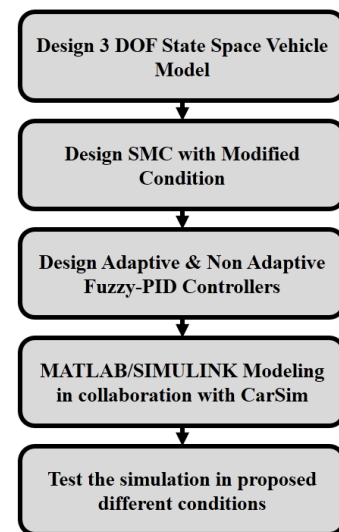 Design 3 DOF State Space Vehicle
Model
Design SMC with Modified
Condition
Design Adaptive & Non Adaptive
Fuzzy-PID Controllers
MATLAB/SIMULINK Modeling
in collaboration with CarSim
Test the simulation in proposed
different conditions